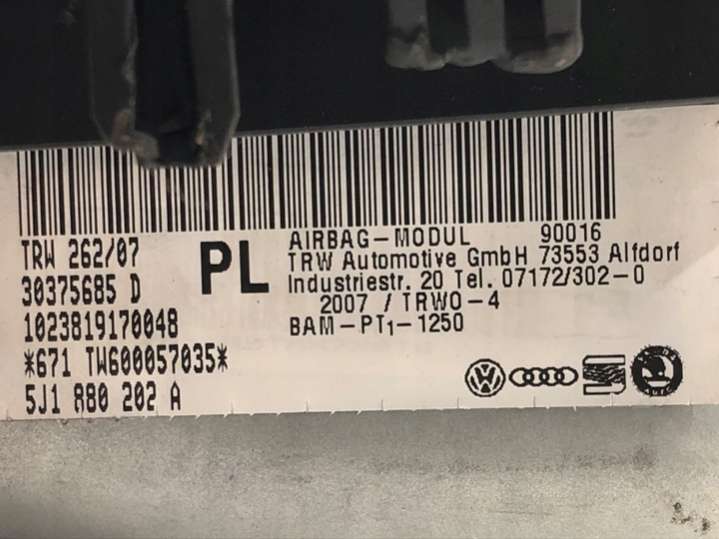 TRW 262/07
30375685 D
1023819170048
*671 TW600057035*
5J1 880 202 A
PL
AIRBAG-MODUL 90016
TRW Automotive GmbH 73553 Alfdorf
Industriestr. 20 Tel. 07172/302-0
2007 / TRWO-4
BAM-PT1-1250